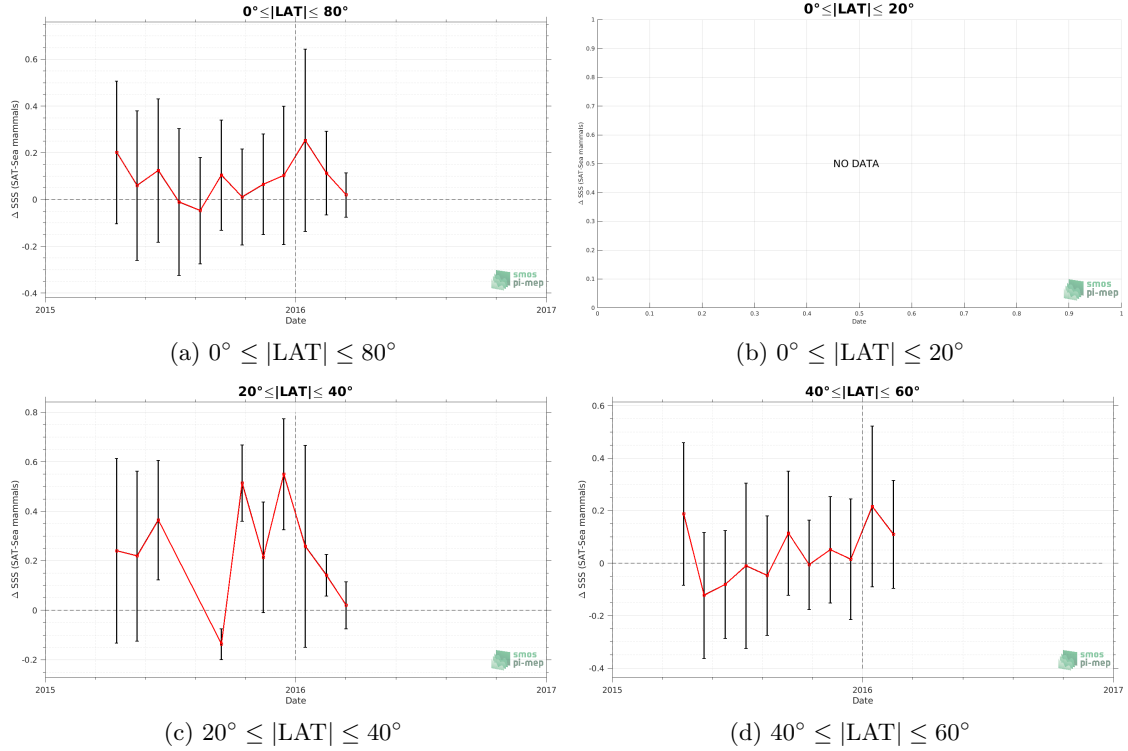 0°≤|LAT|≤ 80°
Δ SSS (SAT-Sea mammals)
0.6
0.4
0.2
0
-0.2
-0.4
2015
2016
2017
Date
smos
pi-mep
(a) 0° ≤ |LAT| ≤ 80°
0°≤|LAT|≤ 20°
Δ SSS (SAT-Sea mammals)
1
0.9
0.8
0.7
0.6
0.5
0.4
0.3
0.2
0.1
0
NO DATA
0
0.1
0.2
0.3
0.4
0.5
0.6
0.7
0.8
0.9
1
Date
smos
pi-mep
(b) 0° ≤ |LAT| ≤ 20°
20°≤|LAT|≤ 40°
Δ SSS (SAT-Sea mammals)
0.8
0.6
0.4
0.2
0
-0.2
2015
2016
2017
Date
smos
pi-mep
(c) 20° ≤ |LAT| ≤ 40°
40°≤|LAT|≤ 60°
Δ SSS (SAT-Sea mammals)
0.6
0.4
0.2
0
-0.2
-0.4
2015
2016
2017
Date
smos
pi-mep
(d) 40° ≤ |LAT| ≤ 60°